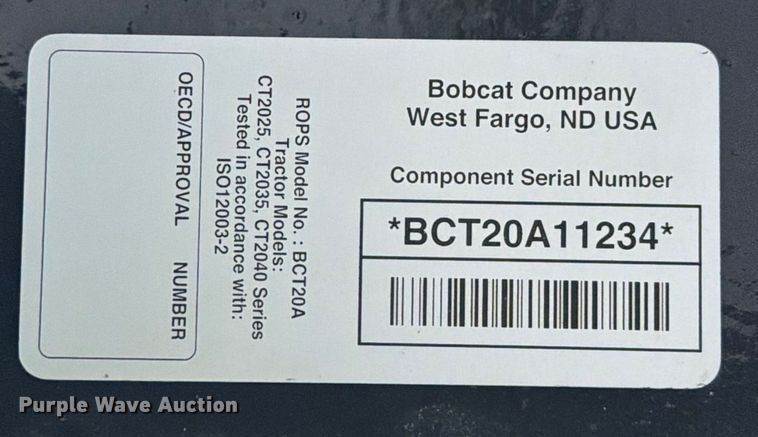 Bobcat Company
West Fargo, ND USA
Component Serial Number
*BCT20A11234*
ROPS Model No. : BCT20A
Tractor Models:
CT2025, CT2035, CT2040 Series
Tested in accordance with:
ISO12003-2
OECD/APPROVAL NUMBER
Purple Wave Auction